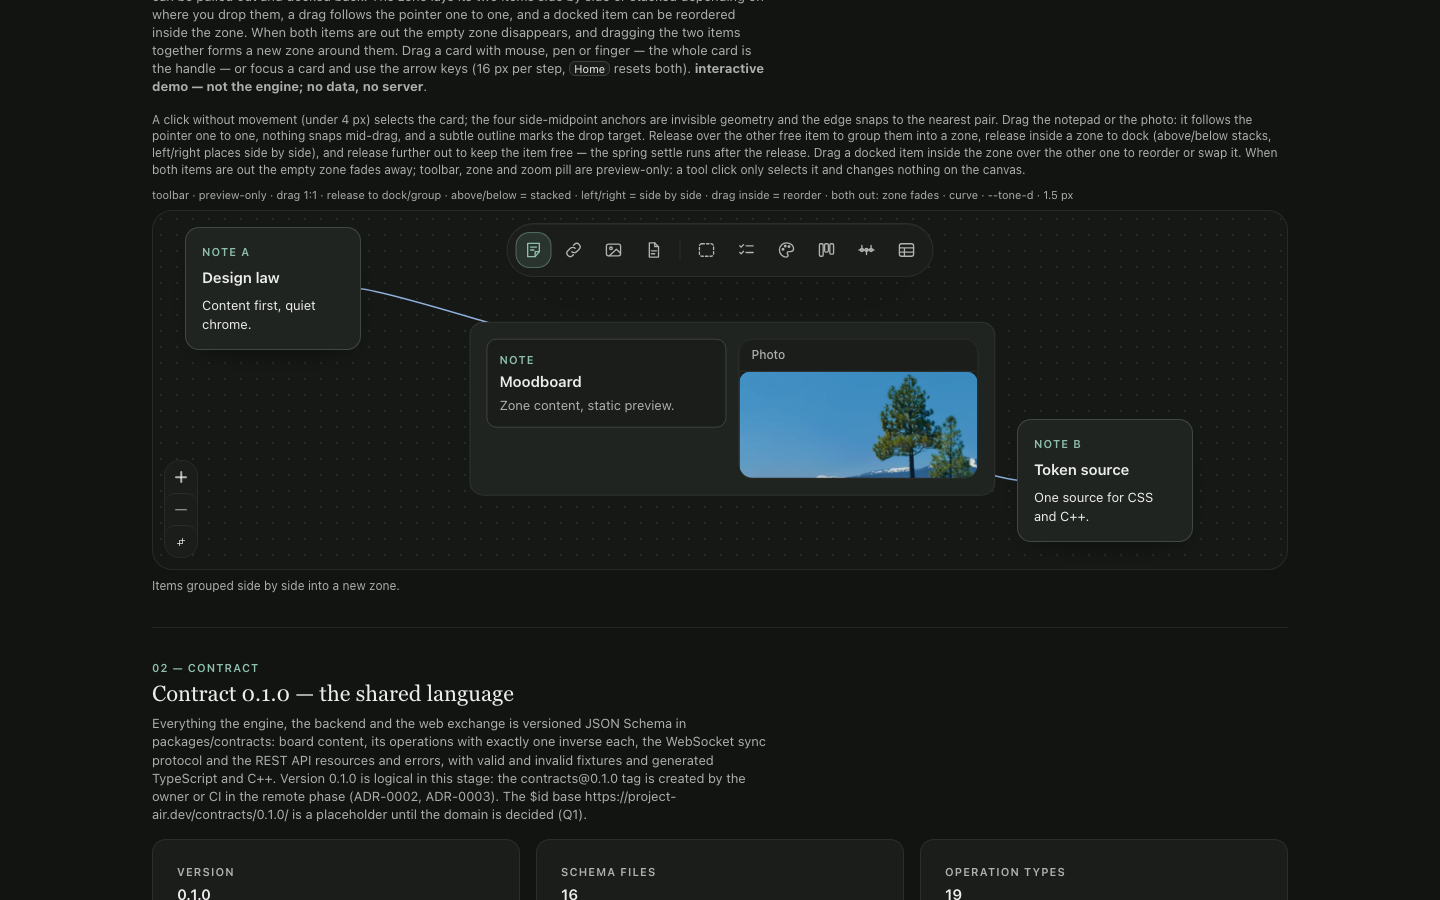 where you drop them, a drag follows the pointer one to one, and a docked item can be reordered
inside the zone. When both items are out the empty zone disappears, and dragging the two items
together forms a new zone around them. Drag a card with mouse, pen or finger — the whole card is
the handle — or focus a card and use the arrow keys (16 px per step, Home resets both). interactive
demo — not the engine; no data, no server.
A click without movement (under 4 px) selects the card; the four side-midpoint anchors are invisible geometry and the edge snaps to the nearest pair. Drag the notepad or the photo: it follows the
pointer one to one, nothing snaps mid-drag, and a subtle outline marks the drop target. Release over the other free item to group them into a zone, release inside a zone to dock (above/below stacks,
left/right places side by side), and release further out to keep the item free — the spring settle runs after the release. Drag a docked item inside the zone over the other one to reorder or swap it. When
both items are out the empty zone fades away; toolbar, zone and zoom pill are preview-only: a tool click only selects it and changes nothing on the canvas.
toolbar · preview-only · drag 1:1 · release to dock/group · above/below = stacked · left/right = side by side · drag inside = reorder · both out: zone fades · curve · --tone-d · 1.5 px
NOTE A
Design law
Content first, quiet
chrome.
NOTE
Moodboard
Zone content, static preview.
Photo
NOTE B
Token source
One source for CSS
and C++.
Items grouped side by side into a new zone.
02 — CONTRACT
Contract 0.1.0 — the shared language
Everything the engine, the backend and the web exchange is versioned JSON Schema in
packages/contracts: board content, its operations with exactly one inverse each, the WebSocket sync
protocol and the REST API resources and errors, with valid and invalid fixtures and generated
TypeScript and C++. Version 0.1.0 is logical in this stage: the contracts@0.1.0 tag is created by the
owner or CI in the remote phase (ADR-0002, ADR-0003). The $id base https://project-
air.dev/contracts/0.1.0/ is a placeholder until the domain is decided (Q1).
VERSION
0.1.0
SCHEMA FILES
16
OPERATION TYPES
19